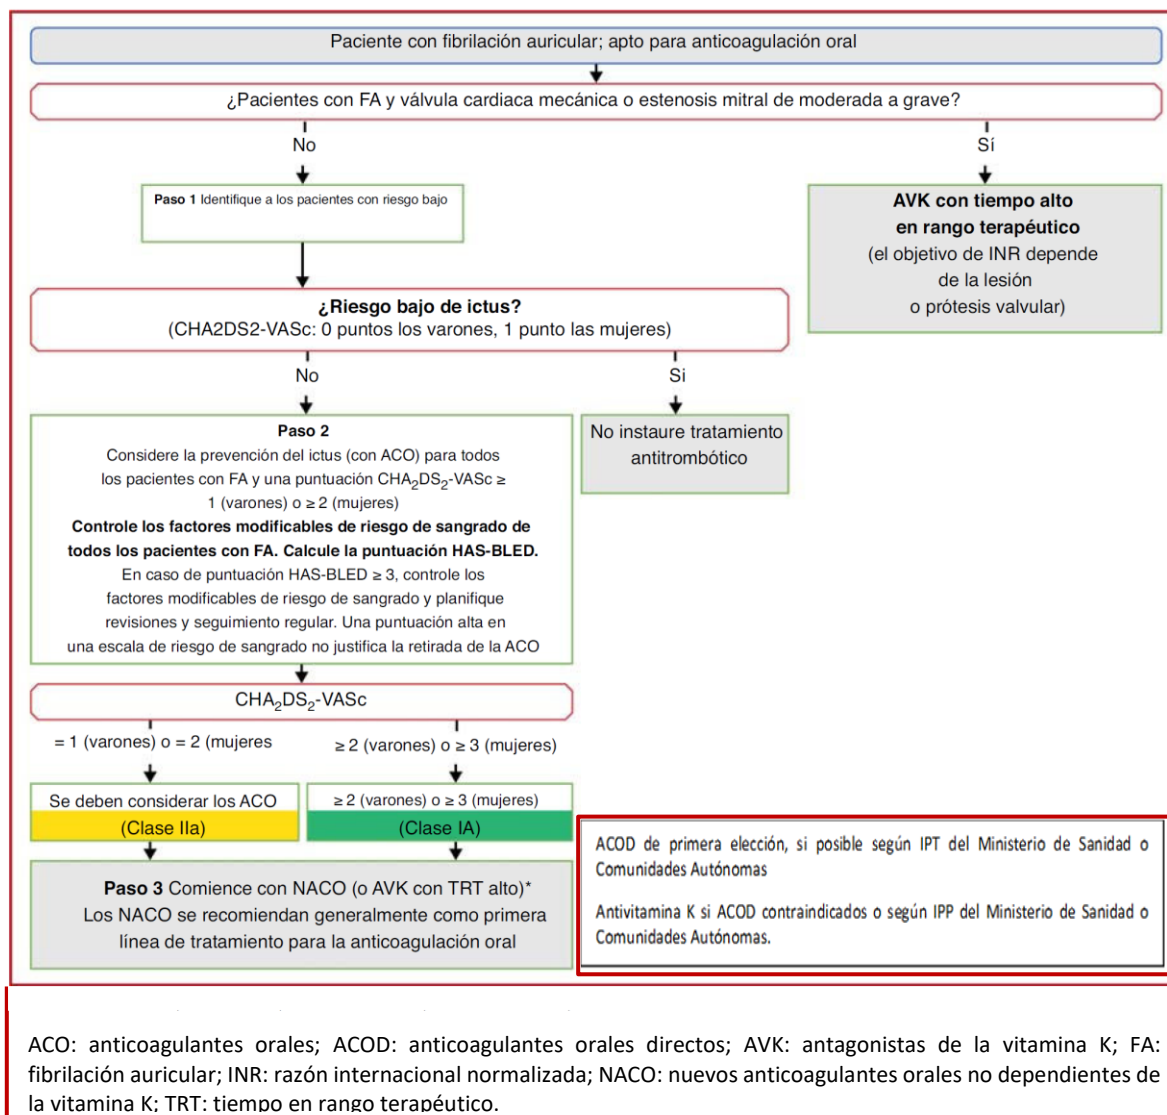 Paciente con fibrilación auricular; apto para anticoagulación oral
¿Pacientes con FA y válvula cardiaca mecánica o estenosis mitral de moderada a grave?
No
Sí
Paso 1 Identifique a los pacientes con riesgo bajo
AVK con tiempo alto
en rango terapéutico
(el objetivo de INR depende
de la lesión
o prótesis valvular)
¿Riesgo bajo de ictus?
(CHA2DS2-VASc: 0 puntos los varones, 1 punto las mujeres)
No
Si
Paso 2
Considere la prevención del ictus (con ACO) para todos
los pacientes con FA y una puntuación CHA₂DS₂-VASc ≥
1 (varones) o ≥ 2 (mujeres)
Controle los factores modificables de riesgo de sangrado de
todos los pacientes con FA. Calcule la puntuación HAS-BLED.
En caso de puntuación HAS-BLED ≥ 3, controle los
factores modificables de riesgo de sangrado y planifique
revisiones y seguimiento regular. Una puntuación alta en
una escala de riesgo de sangrado no justifica la retirada de la ACO
No instaure tratamiento
antitrombótico
CHA₂DS₂-VASc
= 1 (varones) o = 2 (mujeres
≥ 2 (varones) o ≥ 3 (mujeres)
Se deben considerar los ACO
(Clase IIa)
≥ 2 (varones) o ≥ 3 (mujeres)
(Clase IA)
Paso 3 Comience con NACO (o AVK con TRT alto)*
Los NACO se recomiendan generalmente como primera
línea de tratamiento para la anticoagulación oral
ACOD de primera elección, si posible según IPT del Ministerio de Sanidad o
Comunidades Autónomas
Antivitamina K si ACOD contraindicados o según IPP del Ministerio de Sanidad o
Comunidades Autónomas.
ACO: anticoagulantes orales; ACOD: anticoagulantes orales directos; AVK: antagonistas de la vitamina K; FA:
fibrilación auricular; INR: razón internacional normalizada; NACO: nuevos anticoagulantes orales no dependientes de
la vitamina K; TRT: tiempo en rango terapéutico.